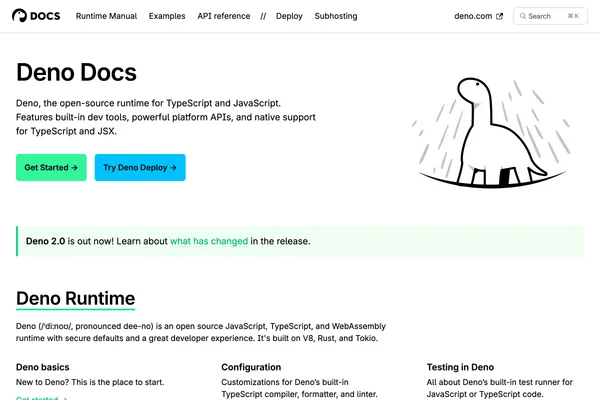 DOCS Runtime Manual Examples API reference // Deploy Subhosting deno.com Search ⌘ K
Deno Docs
Deno, the open-source runtime for TypeScript and JavaScript.
Features built-in dev tools, powerful platform APIs, and native support
for TypeScript and JSX.
Get Started → Try Deno Deploy →
Deno 2.0 is out now! Learn about what has changed in the release.
Deno Runtime
Deno (/ˈdiːnoʊ/, pronounced dee-no) is an open source JavaScript, TypeScript, and WebAssembly
runtime with secure defaults and a great developer experience. It's built on V8, Rust, and Tokio.
Deno basics Configuration Testing in Deno
New to Deno? This is the place to start. Customizations for Deno's built-in All about Deno's built-in test runner for
TypeScript compiler, formatter, and linter. JavaScript or TypeScript code.
Get started →